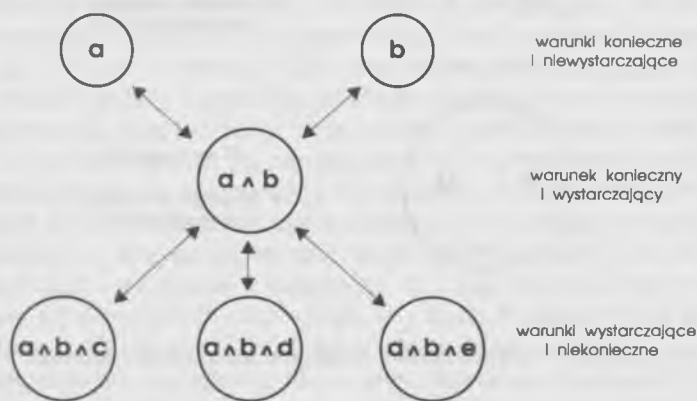 a
b
warunki konieczne
i niewystarczające
a ∧ b
warunek konieczny
i wystarczający
a∧b∧c
a∧b∧d
a∧b∧e
warunki wystarczające
i niekonieczne